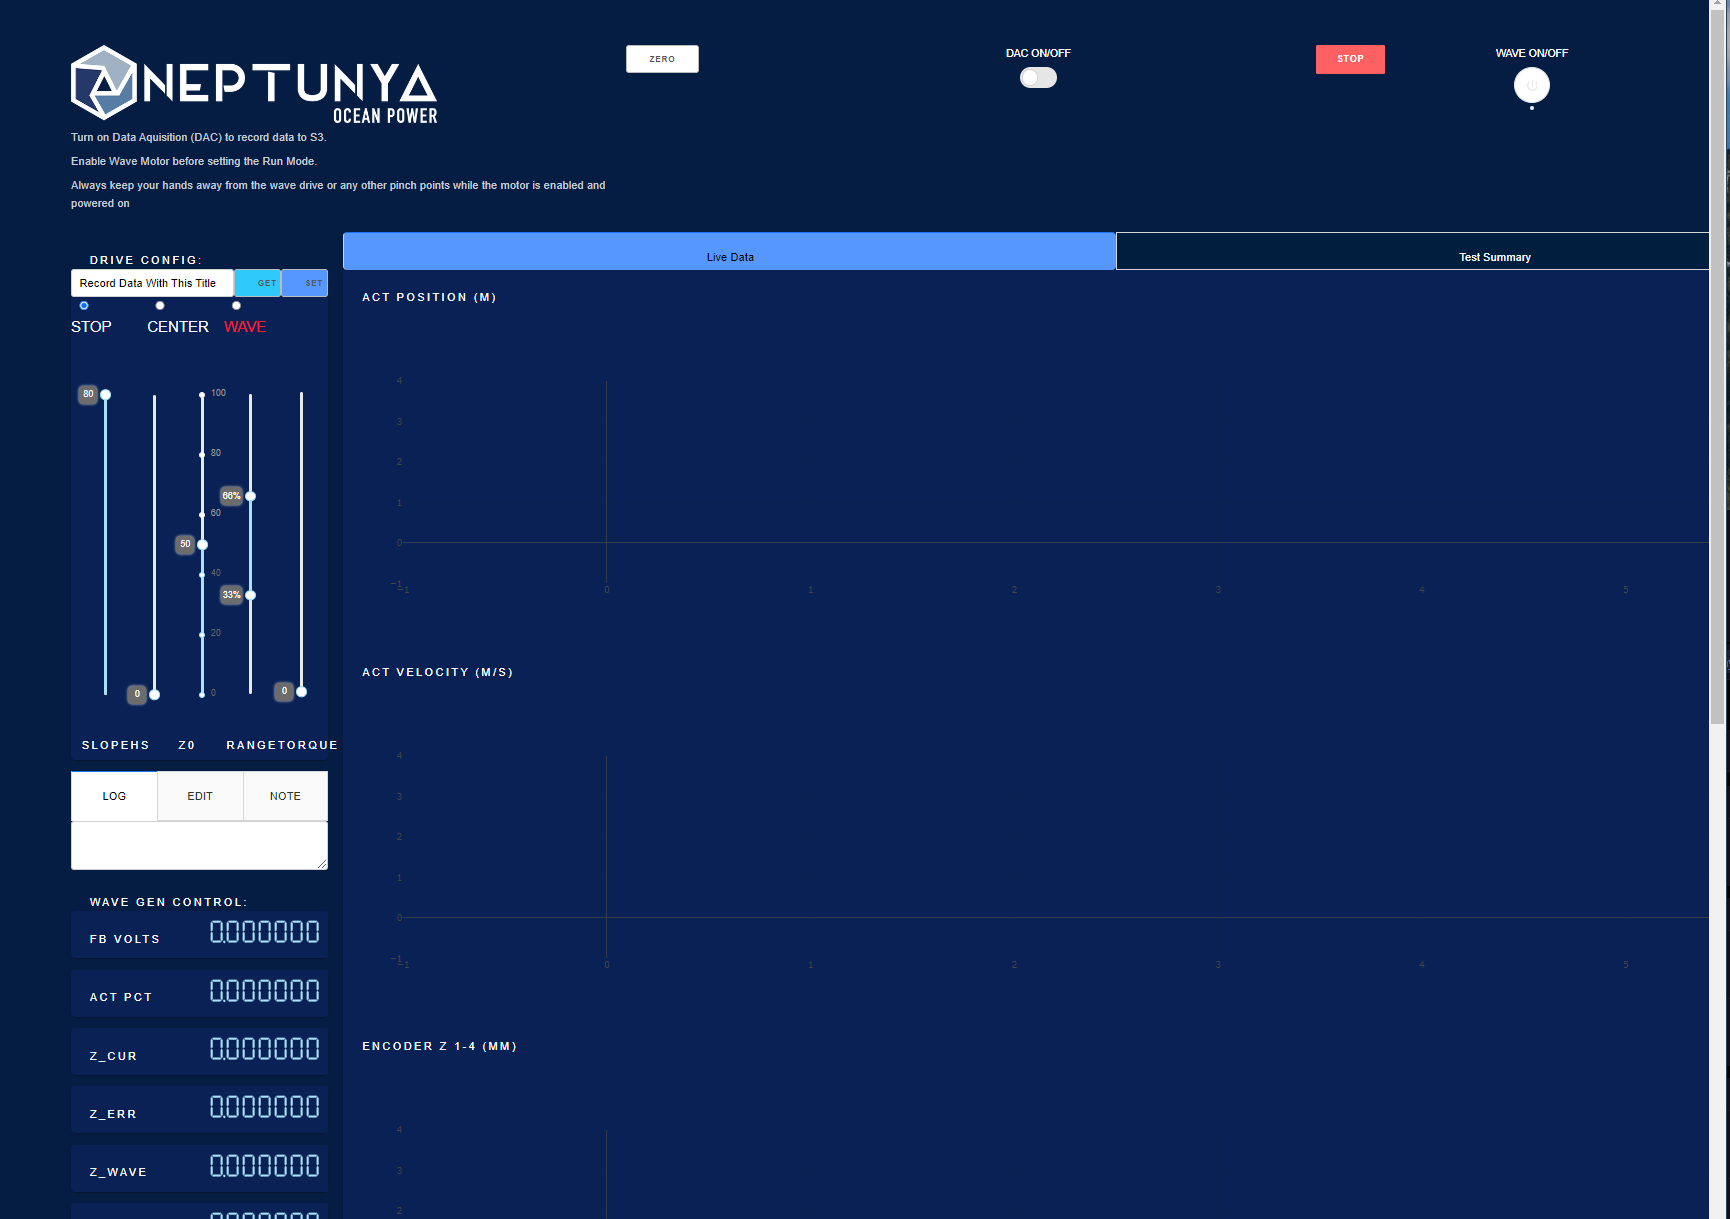 NEPTUNYA
OCEAN POWER
ZERO
DAC ON/OFF
STOP
WAVE ON/OFF
Turn on Data Aquisition (DAC) to record data to S3.
Enable Wave Motor before setting the Run Mode.
Always keep your hands away from the wave drive or any other pinch points while the motor is enabled and
powered on
DRIVE CONFIG:
Record Data With This Title GET SET
STOP CENTER WAVE
80
100
80
66%
60
50
40
33%
20
0
0
0
SLOPE HS Z0 RANGE TORQUE
LOG EDIT NOTE
WAVE GEN CONTROL:
FB VOLTS 0.000000
ACT PCT 0.000000
Z_CUR 0.000000
Z_ERR 0.000000
Z_WAVE 0.000000
Live Data Test Summary
ACT POSITION (M)
4
3
2
1
0
−1
−1 0 1 2 3 4 5
ACT VELOCITY (M/S)
4
3
2
1
0
−1
−1 0 1 2 3 4 5
ENCODER Z 1-4 (MM)
4
3
2